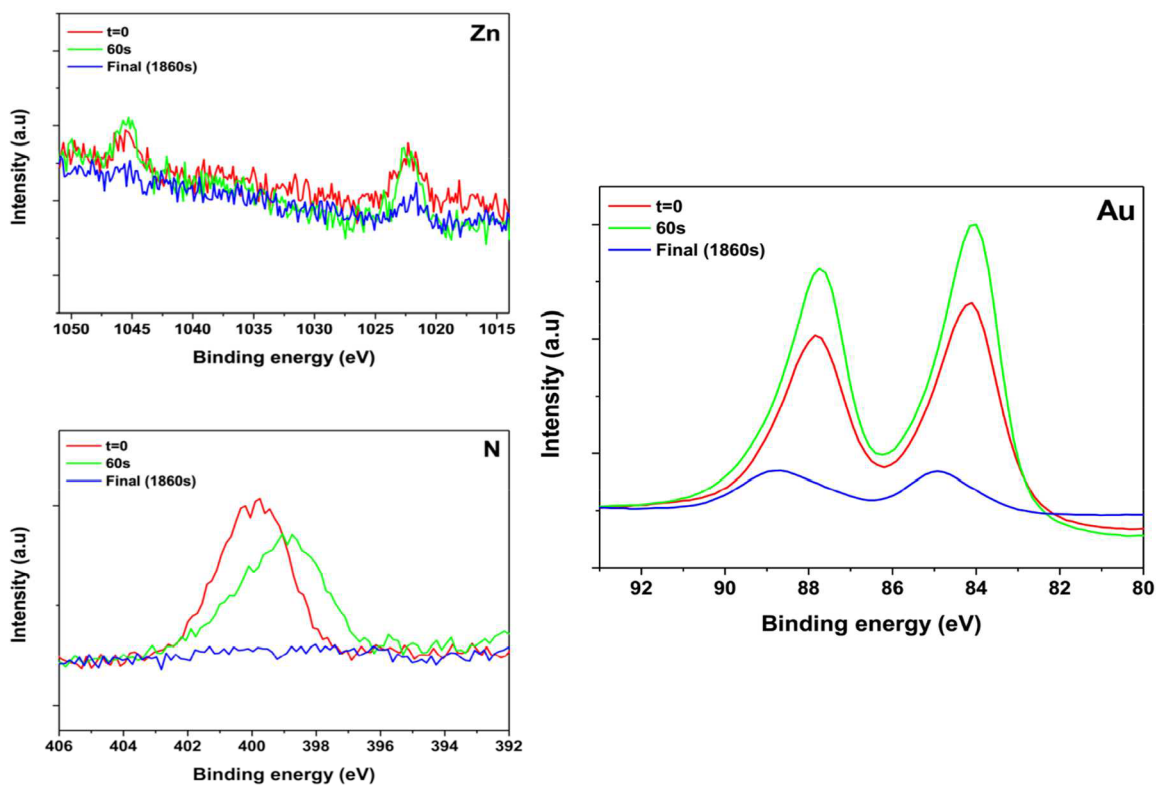 Zn
t=0
60s
Final (1860s)
Intensity (a.u)
1050 1045 1040 1035 1030 1025 1020 1015
Binding energy (eV)
N
t=0
60s
Final (1860s)
Intensity (a.u)
406 404 402 400 398 396 394 392
Binding energy (eV)
Au
t=0
60s
Final (1860s)
Intensity (a.u)
92 90 88 86 84 82 80
Binding energy (eV)